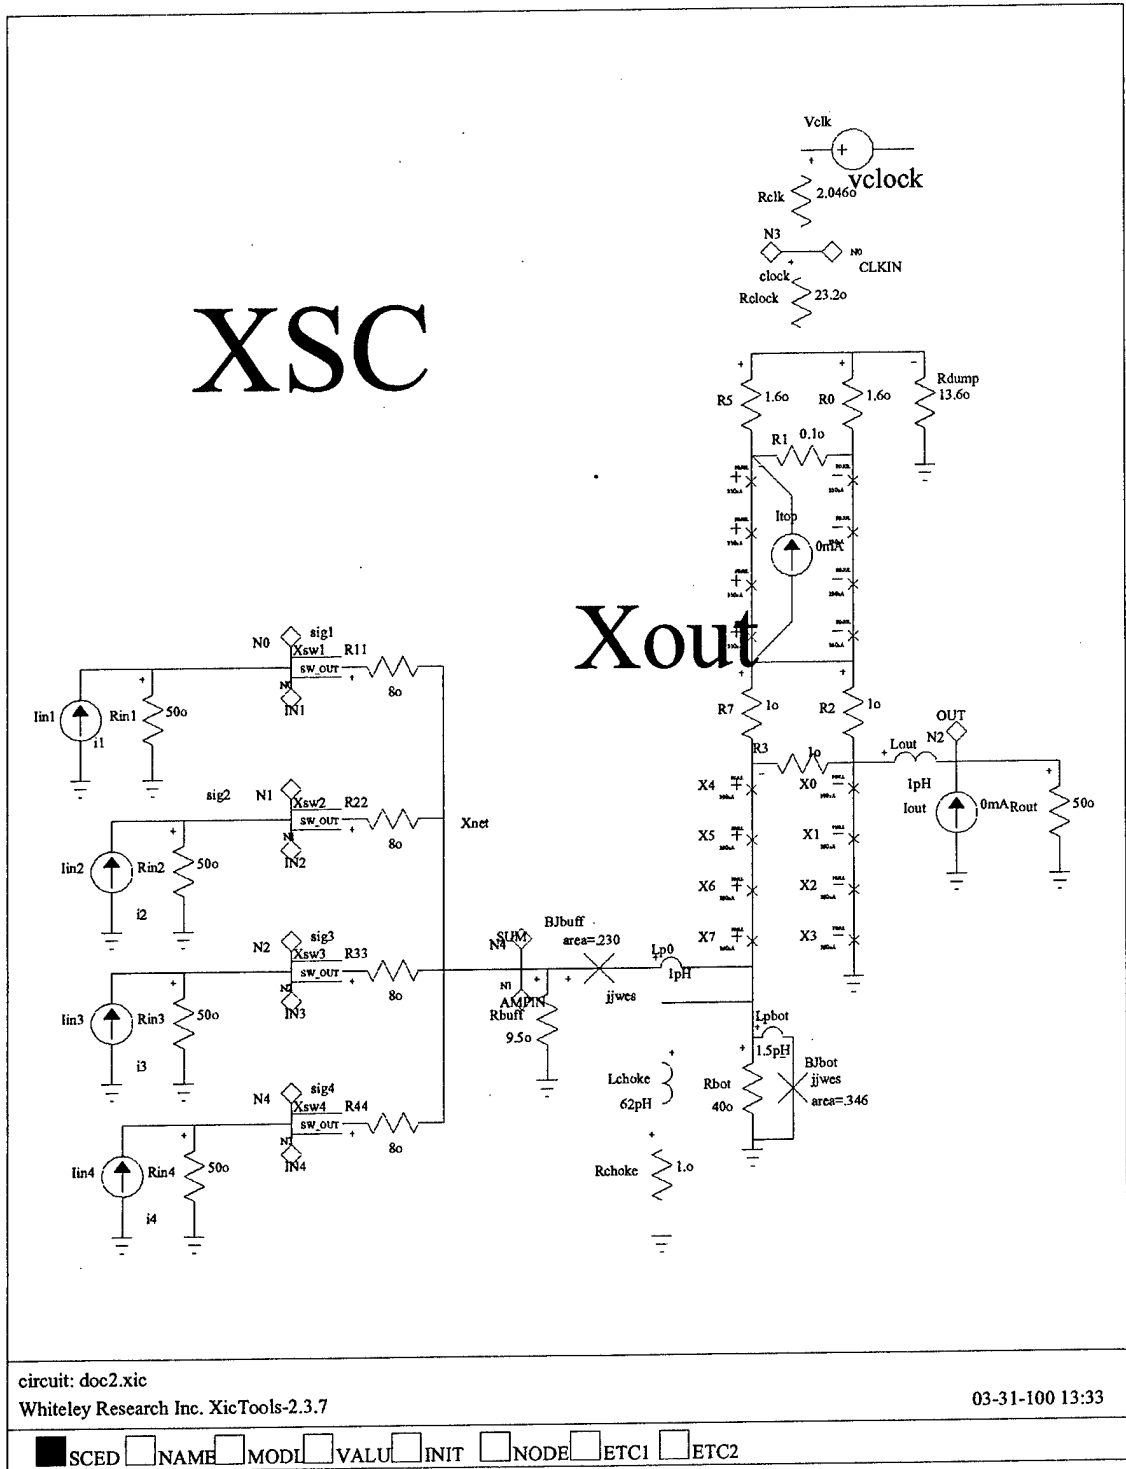 Vclk
+
vclock
Rclk 2.046o
N3
N0
CLKIN
clock
Rclock 23.2o
XSC
Rdump
13.6o
R5 1.6o R0 1.6o
R1 0.1o
Itop
0mA
Xout
N0 sig1
Xsw1 R11
SW_OUT
8o
IN1
Iin1 Rin1 50o
i1
R7 1o R2 1o
OUT
N2
R3 1o Lout
1pH
X4 X0
Iout 0mA Rout 50o
sig2 N1
Xsw2 R22
SW_OUT
8o
IN2
Xnet
X5 X1
Iin2 Rin2 50o
i2
X6 X2
X7 X3
N2 sig3
Xsw3 R33
SW_OUT
8o
IN3
SUM
N4
BJbuff
area=.230
jjwes
Lp0
1pH
N1
AMPIN
Rbuff
9.5o
Iin3 Rin3 50o
i3
Lpbot
1.5pH
BJbot
jjwes
area=.346
Lchoke
62pH
Rbot
40o
N4 sig4
Xsw4 R44
SW_OUT
8o
IN4
Iin4 Rin4 50o
i4
Rchoke 1.o
circuit: doc2.xic
Whiteley Research Inc. XicTools-2.3.7
03-31-100 13:33
SCED NAME MODL VALU INIT NODE ETC1 ETC2